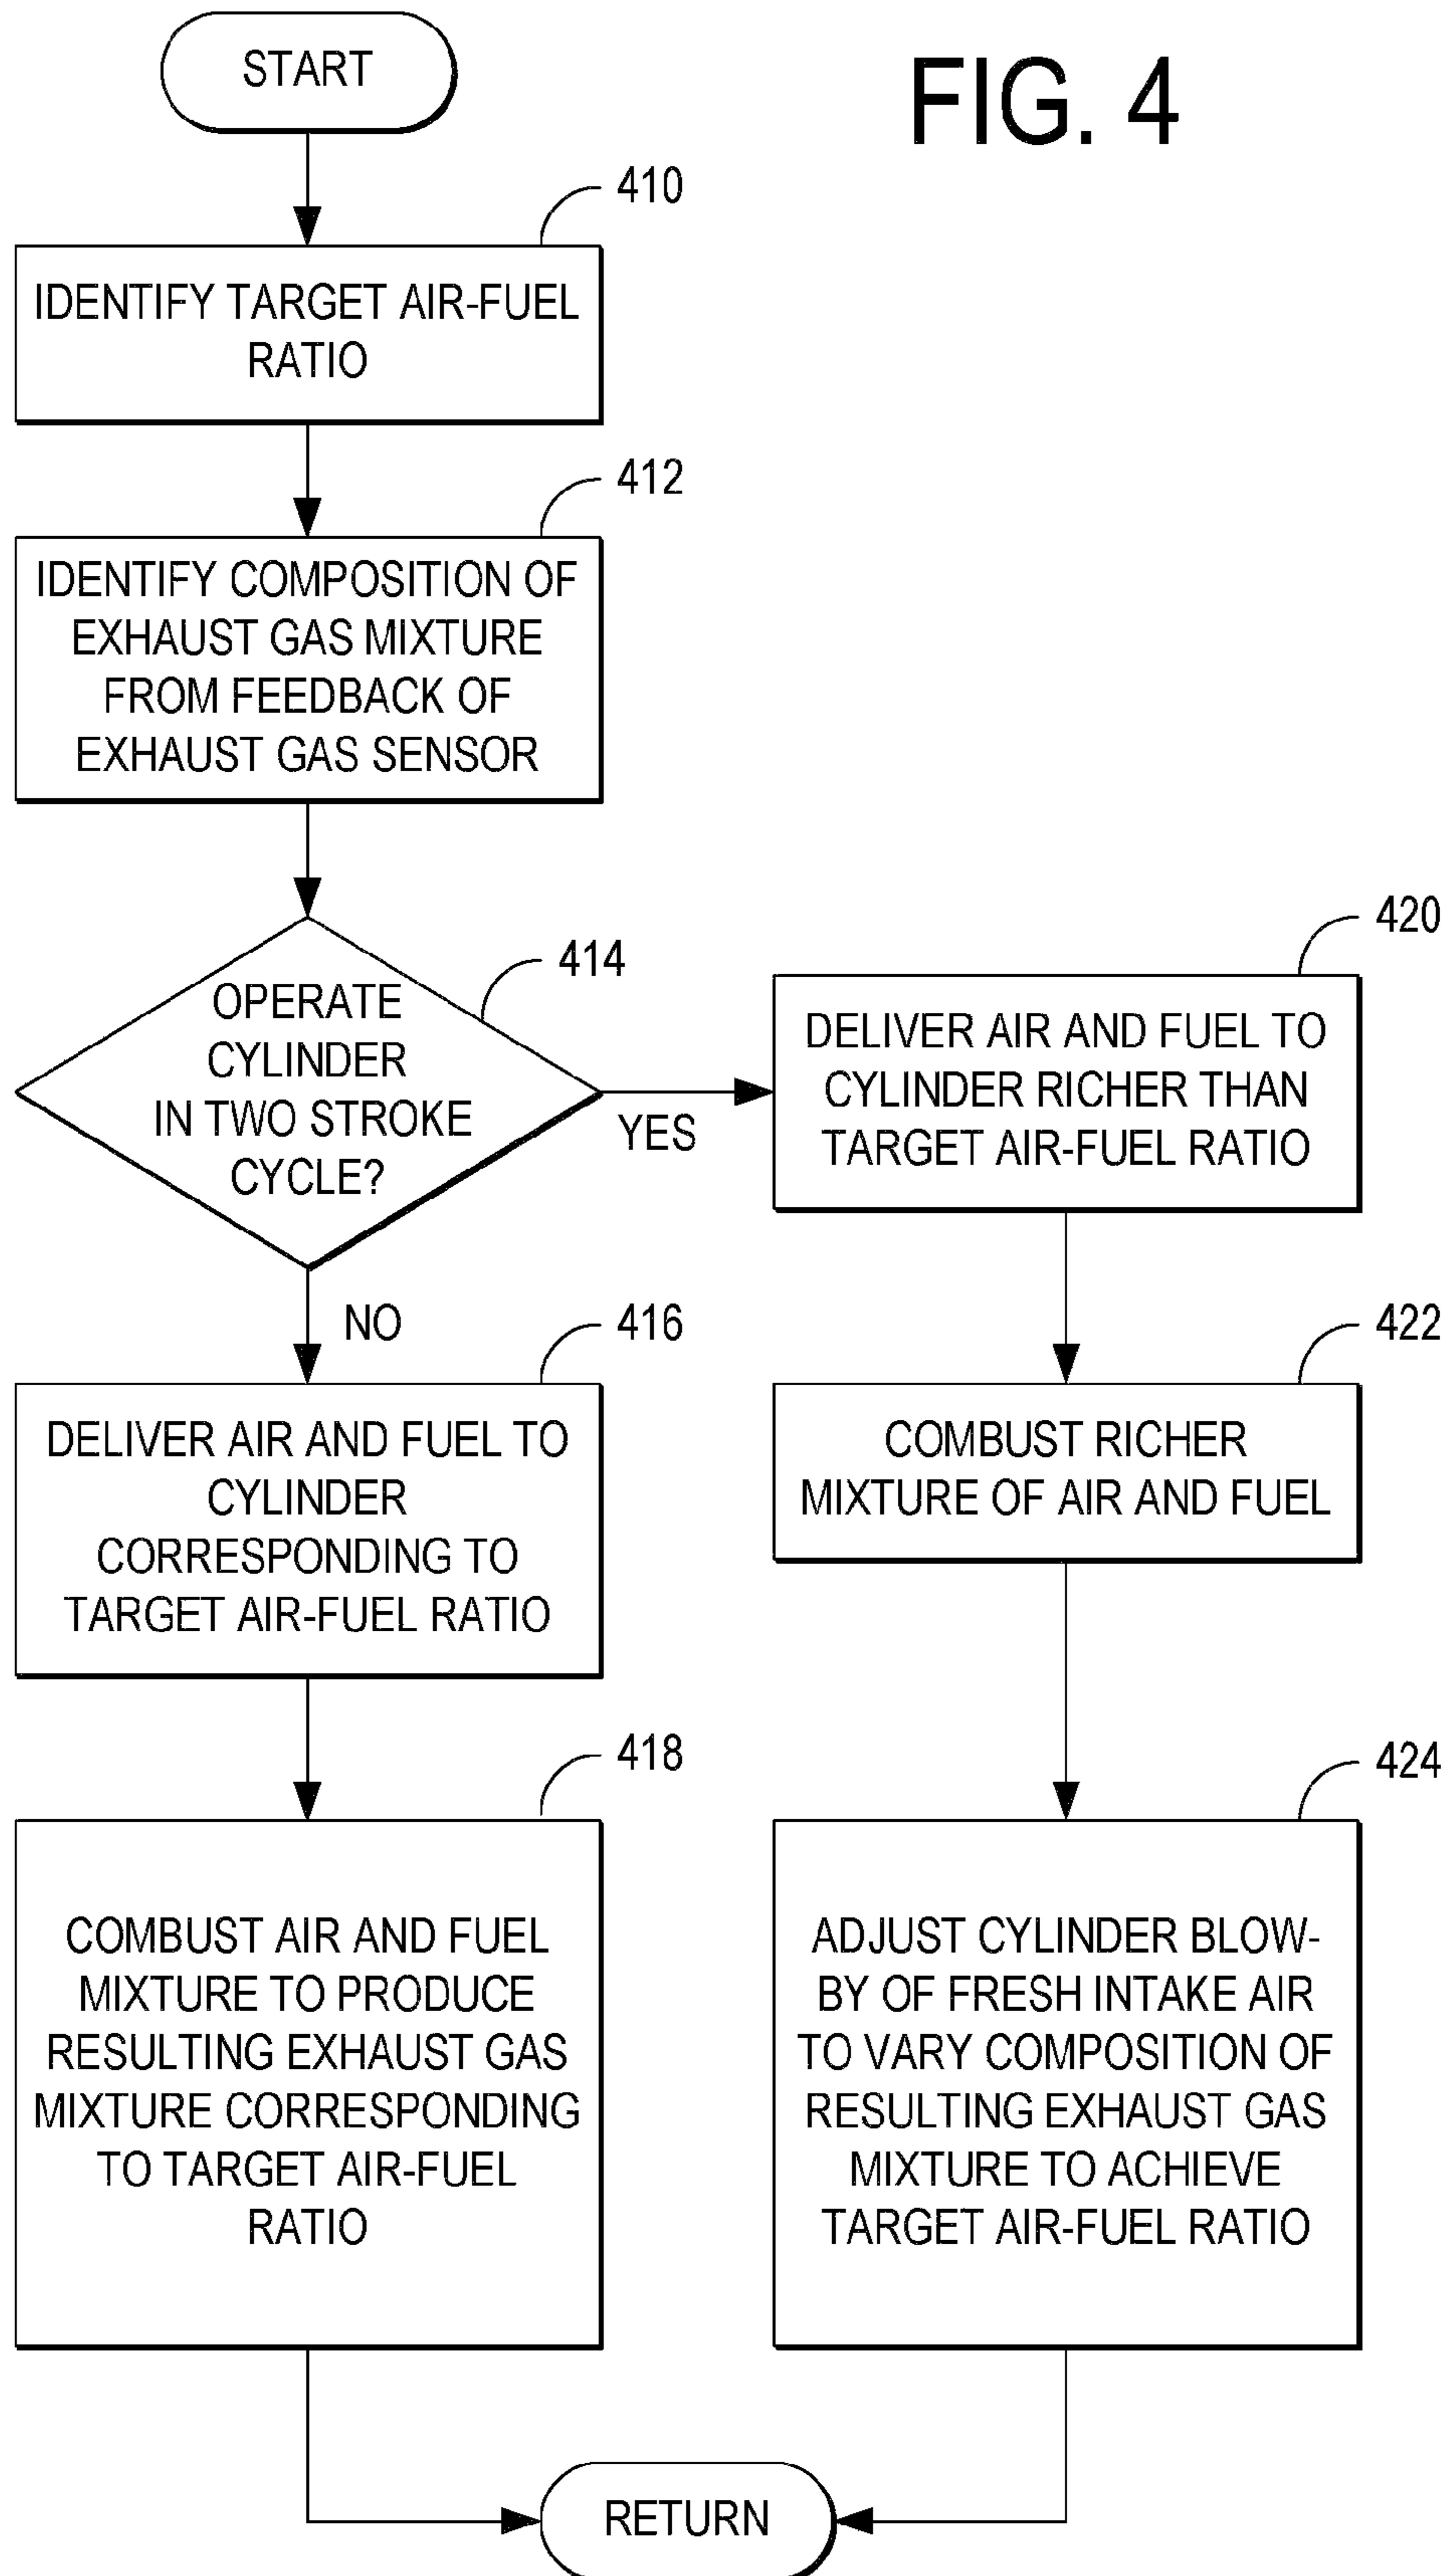 START
FIG. 4
410
IDENTIFY TARGET AIR-FUEL
RATIO
412
IDENTIFY COMPOSITION OF
EXHAUST GAS MIXTURE
FROM FEEDBACK OF
EXHAUST GAS SENSOR
414
OPERATE
CYLINDER
IN TWO STROKE
CYCLE?
YES
NO
416
DELIVER AIR AND FUEL TO
CYLINDER
CORRESPONDING TO
TARGET AIR-FUEL RATIO
418
COMBUST AIR AND FUEL
MIXTURE TO PRODUCE
RESULTING EXHAUST GAS
MIXTURE CORRESPONDING
TO TARGET AIR-FUEL
RATIO
420
DELIVER AIR AND FUEL TO
CYLINDER RICHER THAN
TARGET AIR-FUEL RATIO
422
COMBUST RICHER
MIXTURE OF AIR AND FUEL
424
ADJUST CYLINDER BLOW-
BY OF FRESH INTAKE AIR
TO VARY COMPOSITION OF
RESULTING EXHAUST GAS
MIXTURE TO ACHIEVE
TARGET AIR-FUEL RATIO
RETURN